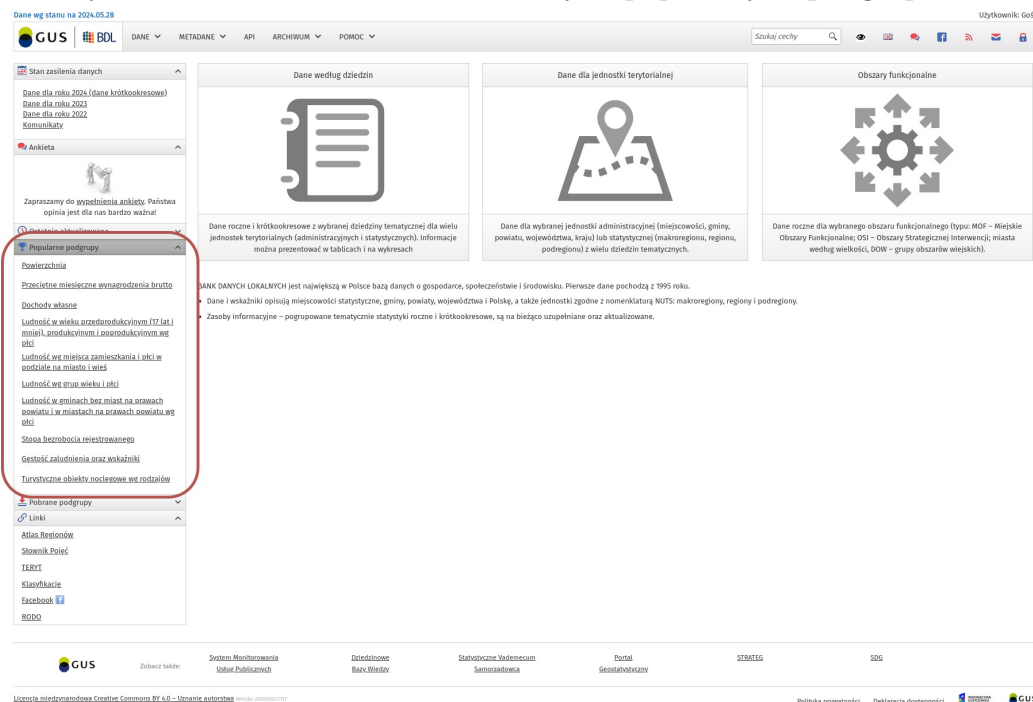 Dane wg stanu na 2024.05.28
Użytkownik: Goś
GUS BDL DANE METADANE API ARCHIWUM POMOC Szukaj cechy
Stan zasilenia danych
Dane dla roku 2024 (dane krótkookresowe)
Dane dla roku 2023
Dane dla roku 2022
Komunikaty
Ankieta
Zapraszamy do wypełnienia ankiety. Państwa
opinia jest dla nas bardzo ważna!
Ostatnio aktualizowane
Popularne podgrupy
Powierzchnia
Przeciętne miesięczne wynagrodzenia brutto
Dochody własne
Ludność w wieku przedprodukcyjnym (17 lat i
mniej), produkcyjnym i poprodukcyjnym wg
płci
Ludność wg miejsca zamieszkania i płci w
podziale na miasto i wieś
Ludność wg grup wieku i płci
Ludność w gminach bez miast na prawach
powiatu i w miastach na prawach powiatu wg
płci
Stopa bezrobocia rejestrowanego
Gęstość zaludnienia oraz wskaźniki
Turystyczne obiekty noclegowe wg rodzajów
Pobrane podgrupy
Linki
Atlas Regionów
Słownik Pojęć
TERYT
Klasyfikacje
Facebook
RODO
Dane według dziedzin
Dane roczne i krótkookresowe z wybranej dziedziny tematycznej dla wielu
jednostek terytorialnych (administracyjnych i statystycznych). Informacje
można prezentować w tablicach i na wykresach
Dane dla jednostki terytorialnej
Dane dla wybranej jednostki administracyjnej (miejscowości, gminy,
powiatu, województwa, kraju) lub statystycznej (makroregionu, regionu,
podregionu) z wielu dziedzin tematycznych.
Obszary funkcjonalne
Dane roczne dla wybranego obszaru funkcjonalnego (typu: MOF – Miejskie
Obszary Funkcjonalne; OSI – Obszary Strategicznej Interwencji; miasta
według wielkości, DOW – grupy obszarów wiejskich).
BANK DANYCH LOKALNYCH jest największą w Polsce bazą danych o gospodarce, społeczeństwie i środowisku. Pierwsze dane pochodzą z 1995 roku.
• Dane i wskaźniki opisują miejscowości statystyczne, gminy, powiaty, województwa i Polskę, a także jednostki zgodne z nomenklaturą NUTS: makroregiony, regiony i podregiony.
• Zasoby informacyjne – pogrupowane tematycznie statystyki roczne i krótkookresowe, są na bieżąco uzupełniane oraz aktualizowane.
GUS
Zobacz także:
System Monitorowania
Usług Publicznych
Dziedzinowe
Bazy Wiedzy
Statystyczne Vademecum
Samorządowca
Portal
Geostatystyczny
STRATEG
SDG
Licencja międzynarodowa Creative Commons BY 4.0 – Uznanie autorstwa
Polityka prywatności Deklaracja dostępności GUS